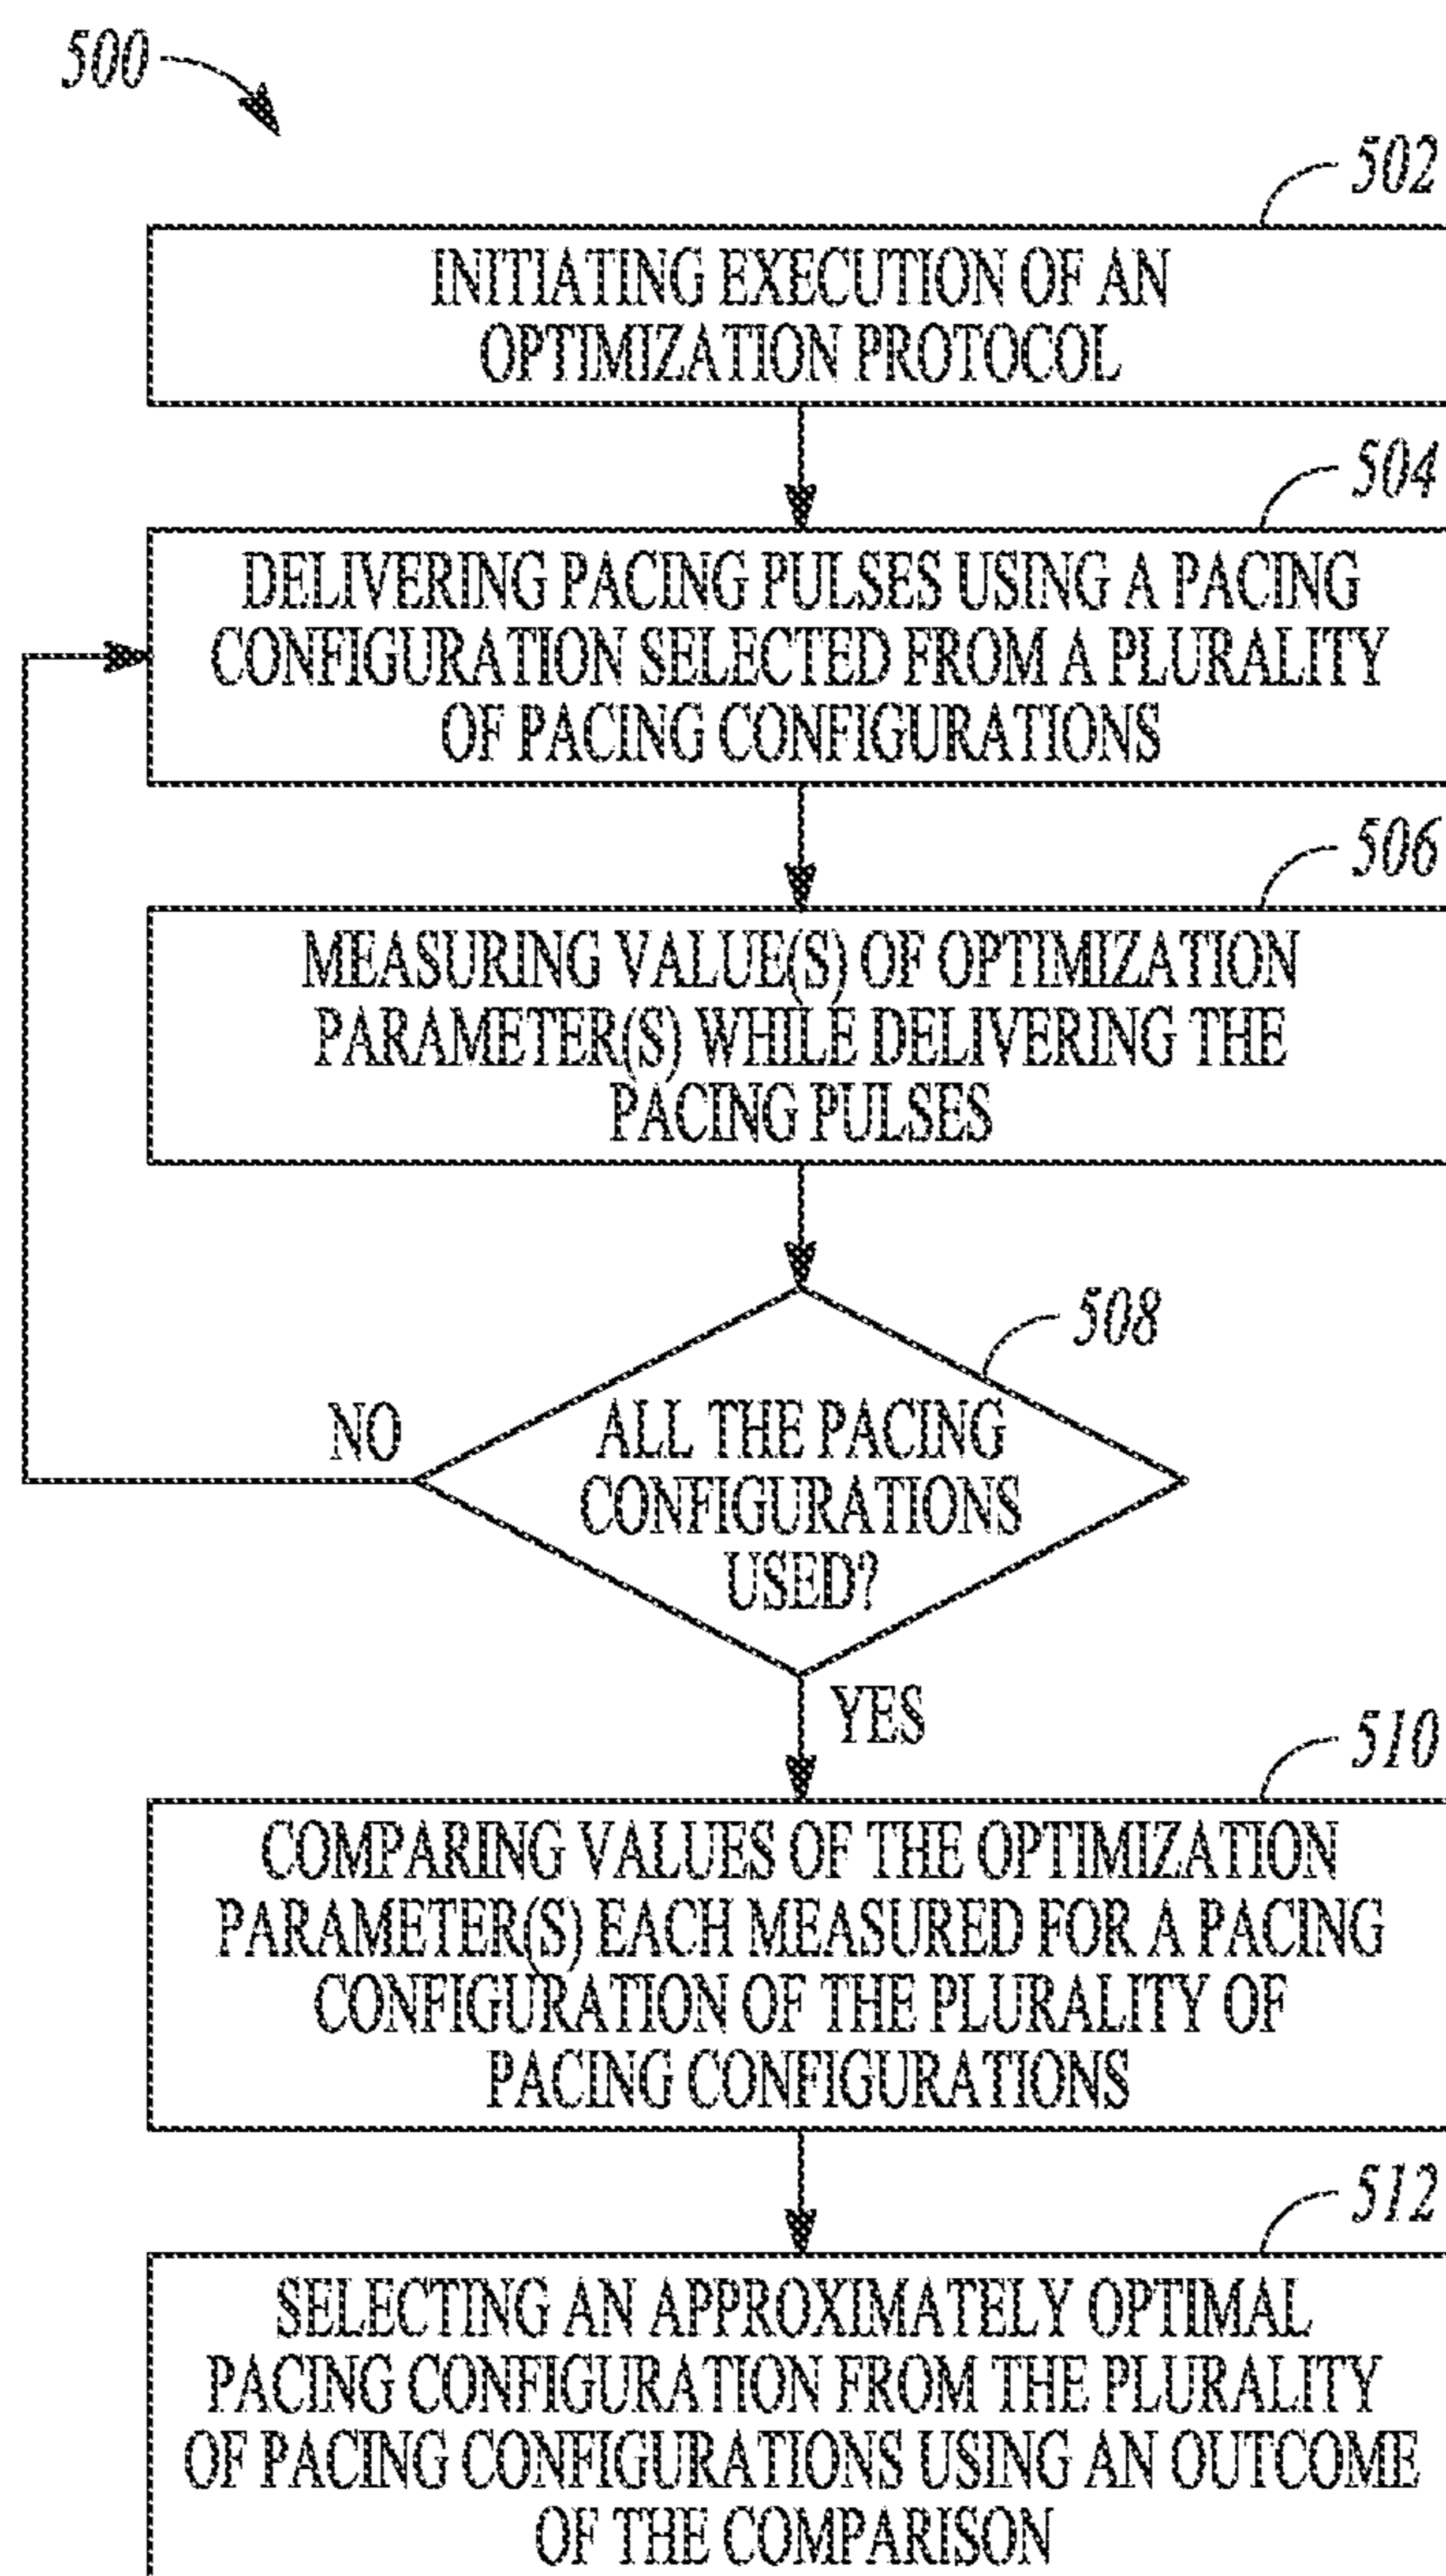 500
502
INITIATING EXECUTION OF AN
OPTIMIZATION PROTOCOL
504
DELIVERING PACING PULSES USING A PACING
CONFIGURATION SELECTED FROM A PLURALITY
OF PACING CONFIGURATIONS
506
MEASURING VALUE(S) OF OPTIMIZATION
PARAMETER(S) WHILE DELIVERING THE
PACING PULSES
508
NO
ALL THE PACING
CONFIGURATIONS
USED?
YES
510
COMPARING VALUES OF THE OPTIMIZATION
PARAMETER(S) EACH MEASURED FOR A PACING
CONFIGURATION OF THE PLURALITY OF
PACING CONFIGURATIONS
512
SELECTING AN APPROXIMATELY OPTIMAL
PACING CONFIGURATION FROM THE PLURALITY
OF PACING CONFIGURATIONS USING AN OUTCOME
OF THE COMPARISON